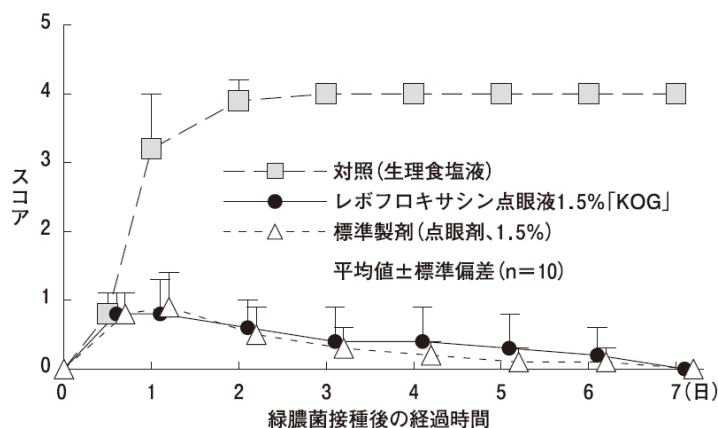 5
4
3
2
1
0
スコア
対照(生理食塩液)
レボフロキサシン点眼液1.5%「KOG」
標準製剤(点眼剤、1.5%)
平均値±標準偏差(n=10)
0 1 2 3 4 5 6 7(日)
緑膿菌接種後の経過時間